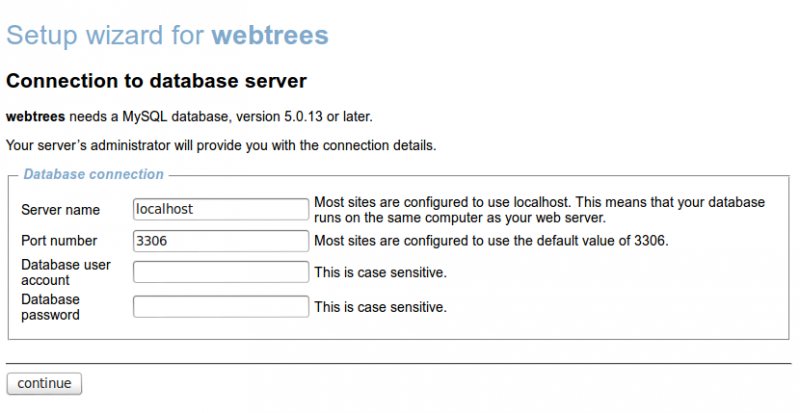 Setup wizard for webtrees
Connection to database server
webtrees needs a MySQL database, version 5.0.13 or later.
Your server’s administrator will provide you with the connection details.
Database connection
Server name localhost Most sites are configured to use localhost. This means that your database
runs on the same computer as your web server.
Port number 3306 Most sites are configured to use the default value of 3306.
Database user
account This is case sensitive.
Database
password This is case sensitive.
continue